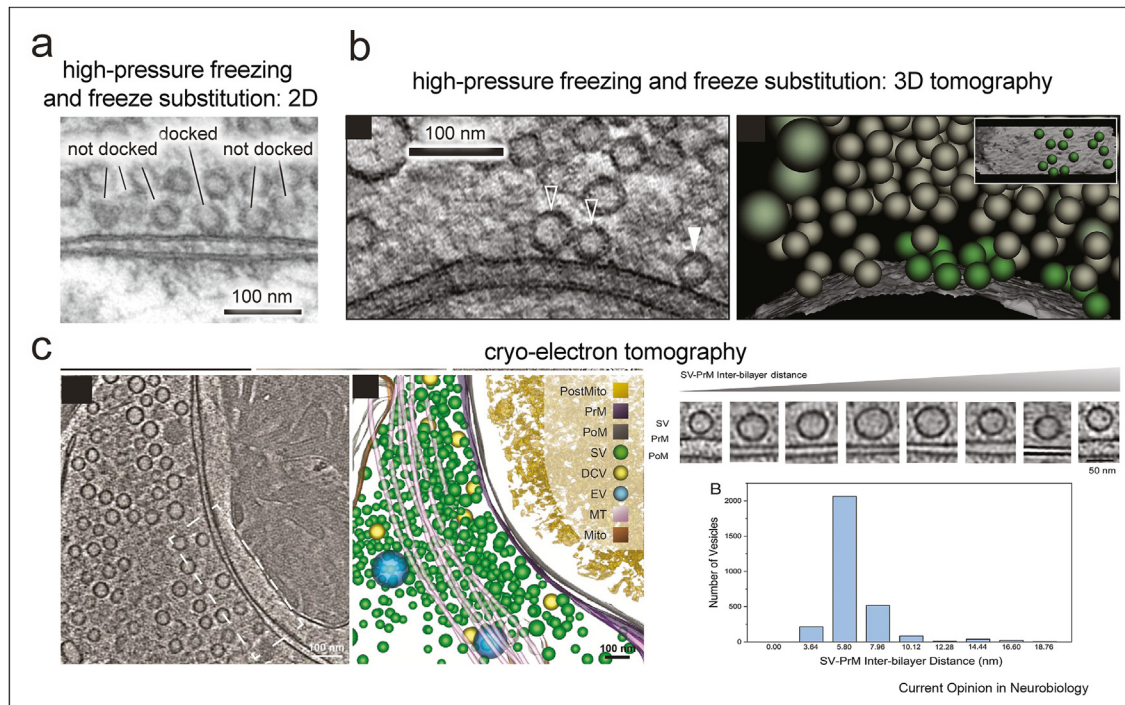 a
high-pressure freezing
and freeze substitution: 2D
docked
not docked
not docked
100 nm
b
high-pressure freezing and freeze substitution: 3D tomography
100 nm
c
cryo-electron tomography
100 nm
PostMito
PrM
PoM
SV
DCV
EV
MT
Mito
100 nm
SV-PrM Inter-bilayer distance
SV
PrM
PoM
50 nm
B
Number of Vesicles
2000
1500
1000
500
0
0.00 3.64 5.80 7.96 10.12 12.28 14.44 16.60 18.76
SV-PrM Inter-bilayer Distance (nm)
Current Opinion in Neurobiology